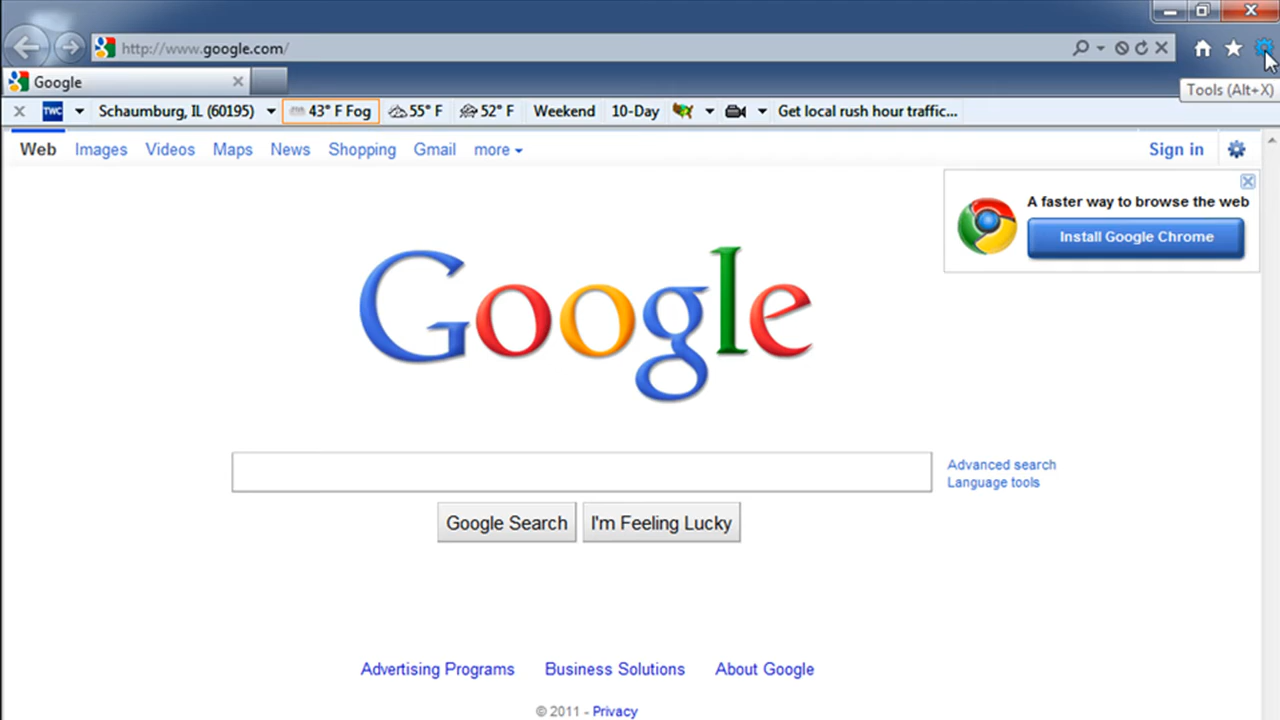 http://www.google.com/
Google
Tools (Alt+X)
TWC Schaumburg, IL (60195) 43° F Fog 55° F 52° F Weekend 10-Day Get local rush hour traffic...
Web Images Videos Maps News Shopping Gmail more Sign in
A faster way to browse the web
Install Google Chrome
Google
Advanced search
Language tools
Google Search I'm Feeling Lucky
Advertising Programs Business Solutions About Google
© 2011 - Privacy